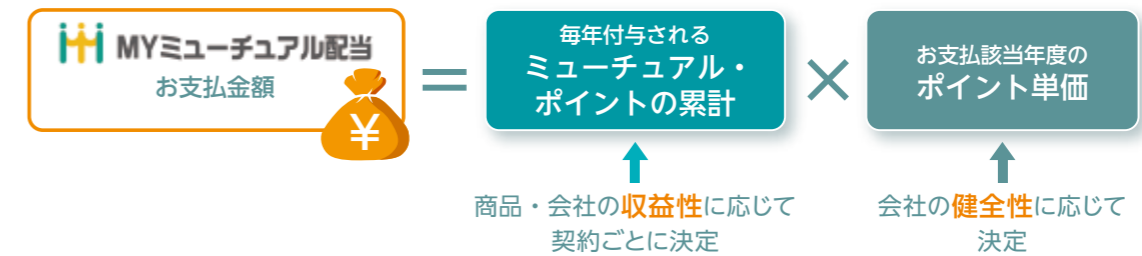 MYミューチュアル配当
お支払金額
¥
=
毎年付与される
ミューチュアル・
ポイントの累計
×
お支払該当年度の
ポイント単価
商品・会社の収益性に応じて
契約ごとに決定
会社の健全性に応じて
決定